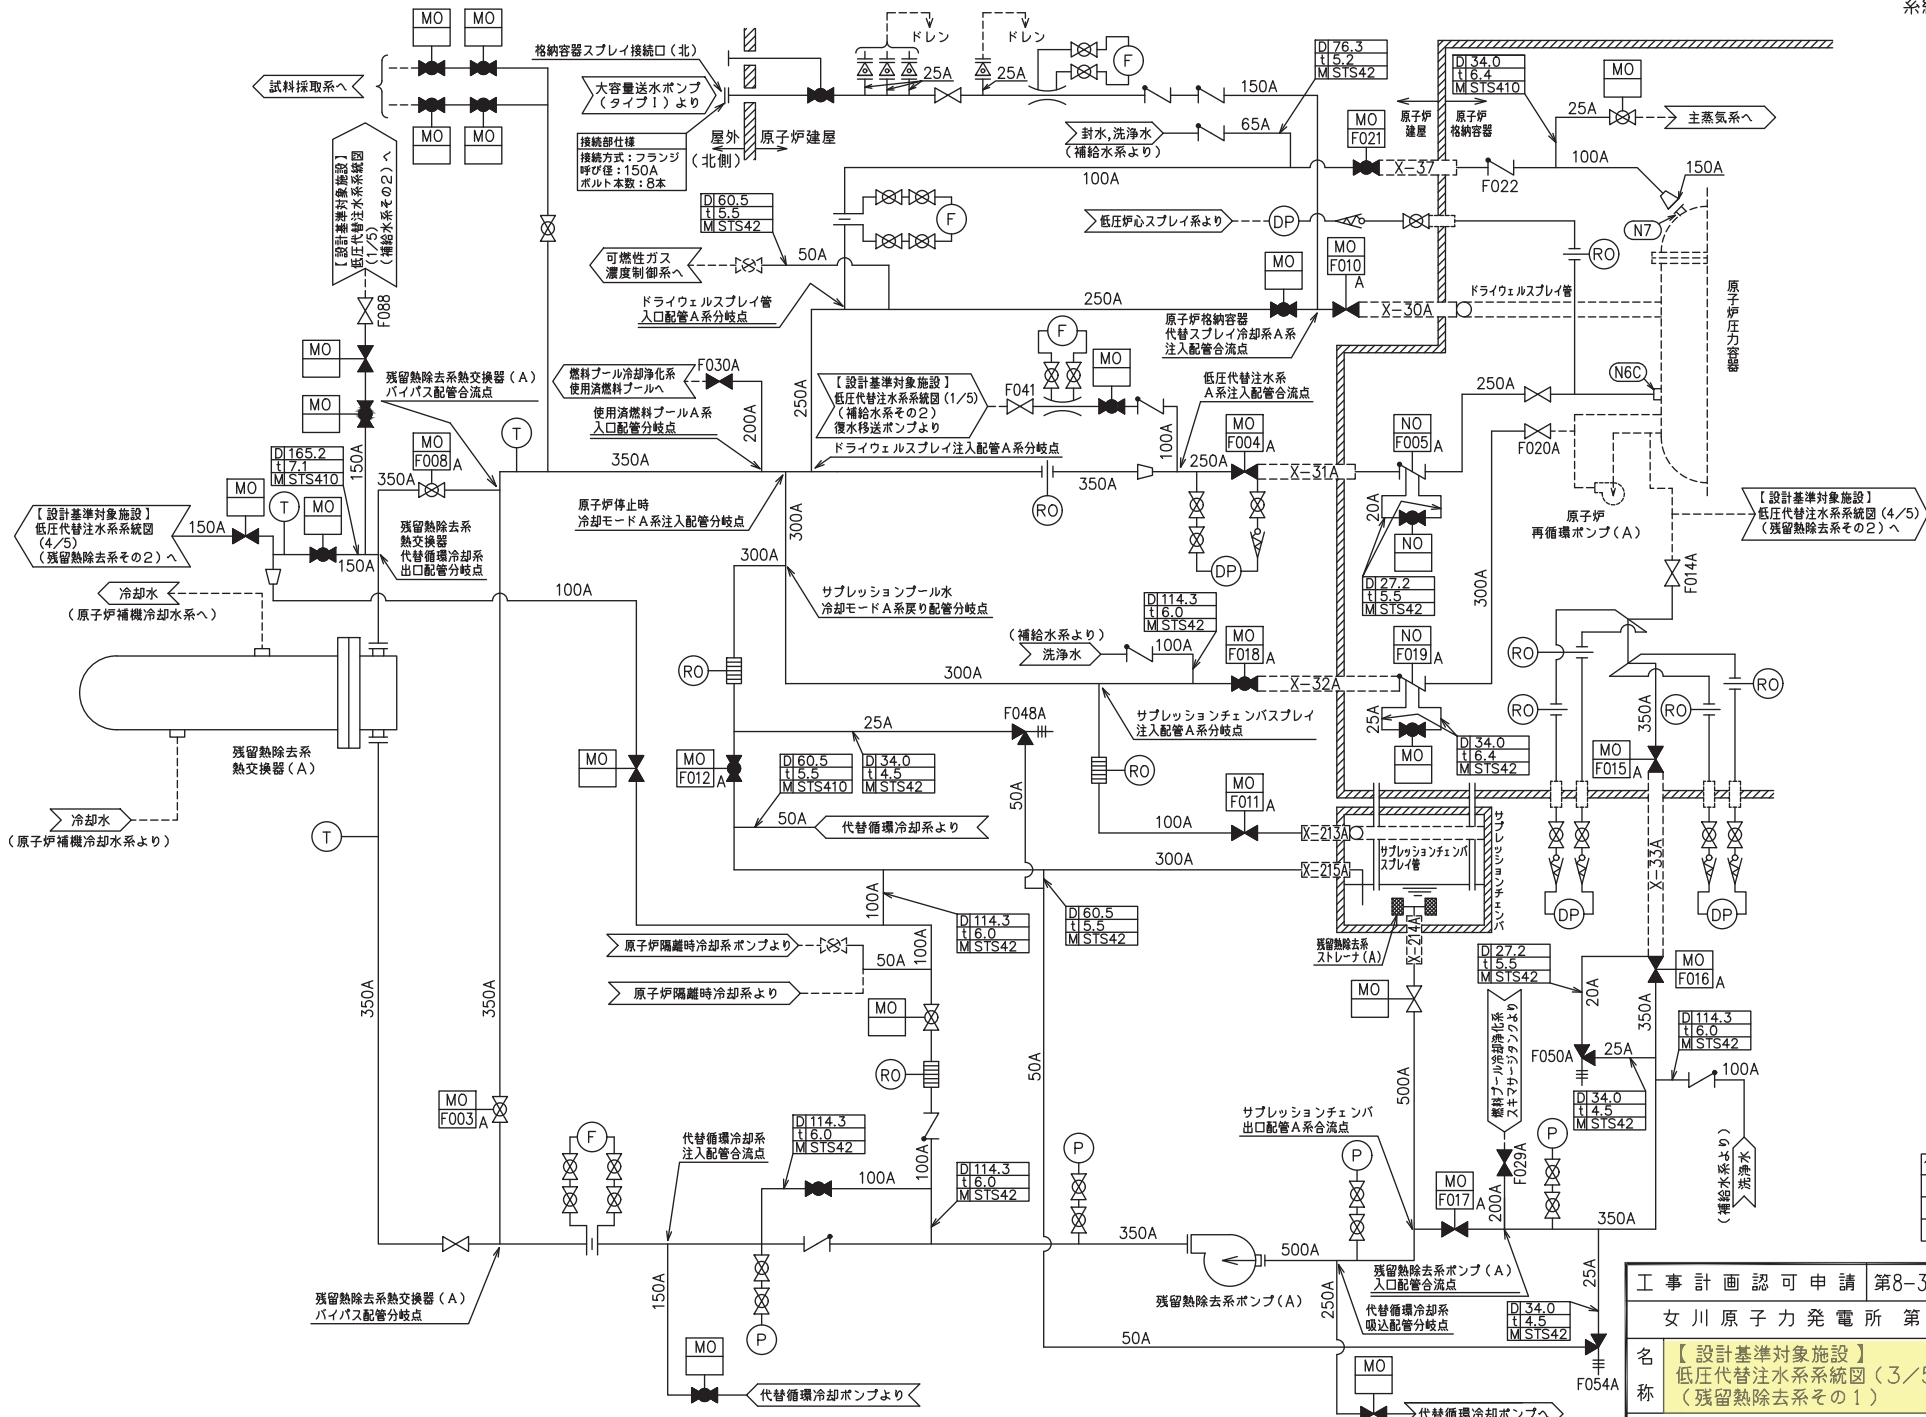 系統
MO
MO
試料採取系へ
MO
MO
格納容器スプレイ接続口（北）
大容量送水ポンプ
（タイプⅠ）より
接続部仕様
接続方式：フランジ
呼び径：150A
ボルト本数：8本
屋外
（北側）
原子炉建屋
ドレン
ドレン
25A
25A
F
150A
D 76.3
t 5.2
M STS42
封水,洗浄水
（補給水系より）
65A
MO
F021
原子炉
建屋
原子炉
格納容器
D 34.0
t 6.4
M STS410
MO
25A
主蒸気系へ
100A
X-37
F022
100A
150A
N7
【設計基準対象施設】
低圧代替注水系系統図
(1/5)
（補給水系その2）へ
F088
D 60.5
t 5.5
M STS42
F
低圧炉心スプレイ系より
DP
RO
可燃性ガス
濃度制御系へ
50A
ドライウェルスプレイ管
入口配管A系分岐点
250A
MO
MO
F010
A
X-30A
ドライウェルスプレイ管
原子炉圧力容器
原子炉格納容器
代替スプレイ冷却系A系
注入配管合流点
MO
MO
残留熱除去系熱交換器（A）
バイパス配管合流点
燃料プール冷却浄化系
使用済燃料プールへ
F030A
使用済燃料プールA系
入口配管分岐点
200A
250A
【設計基準対象施設】
低圧代替注水系系統図(1/5)
（補給水系その2）
復水移送ポンプより
F041
F
MO
100A
低圧代替注水系
A系注入配管合流点
N6C
250A
F020A
ドライウェルスプレイ注入配管A系分岐点
MO
F004
A
250A
X-31A
NO
F005
A
T
350A
350A
RO
D 165.2
t 7.1
M STS410
150A
350A
MO
F008
A
MO
T
MO
【設計基準対象施設】
低圧代替注水系系統図
(4/5)
（残留熱除去系その2）へ
150A
150A
残留熱除去系
熱交換器
代替循環冷却系
出口配管分岐点
原子炉停止時
冷却モードA系注入配管分岐点
300A
DP
20A
NO
D 27.2
t 5.5
M STS42
原子炉
再循環ポンプ(A)
【設計基準対象施設】
低圧代替注水系系統図(4/5)
（残留熱除去系その2）へ
F014A
300A
冷却水
（原子炉補機冷却水系へ）
100A
300A
サプレッションプール水
冷却モードA系戻り配管分岐点
（補給水系より）
洗浄水
100A
D 114.3
t 6.0
M STS42
MO
F018
A
NO
F019
A
RO
RO
RO
RO
RO
300A
X-32A
サプレッションチェンバスプレイ
注入配管A系分岐点
25A
MO
D 34.0
t 6.4
M STS42
350A
MO
F015
A
残留熱除去系
熱交換器(A)
冷却水
（原子炉補機冷却水系より）
T
MO
MO
F012
A
25A
F048A
D 60.5
t 5.5
M STS410
D 34.0
t 4.5
M STS42
50A
代替循環冷却系より
50A
RO
MO
F011
A
100A
X-213A
サプレッションチェンバ
スプレイ管
サプレッションチェンバ
300A
X-215A
X-33A
100A
D 114.3
t 6.0
M STS42
D 60.5
t 5.5
M STS42
X-214A
残留熱除去系
ストレーナ(A)
DP
DP
原子炉隔離時冷却系ポンプより
50A
100A
原子炉隔離時冷却系より
MO
RO
MO
D 27.2
t 5.5
M STS42
20A
MO
F016
A
350A
350A
350A
50A
500A
燃料プール冷却浄化系
スキマサージタンクより
F050A
25A
D 114.3
t 6.0
M STS42
100A
D 34.0
t 4.5
M STS42
MO
F003
A
F
代替循環冷却系
注入配管合流点
D 114.3
t 6.0
M STS42
100A
100A
D 114.3
t 6.0
M STS42
P
サプレッションチェンバ
出口配管A系合流点
P
MO
F017
A
F029A
200A
P
350A
（補給水系より）
洗浄水
350A
500A
残留熱除去系ポンプ(A)
残留熱除去系ポンプ(A)
入口配管合流点
代替循環冷却系
吸込配管分岐点
250A
25A
D 34.0
t 4.5
M STS42
F054A
残留熱除去系熱交換器（A）
バイパス配管分岐点
150A
P
50A
MO
代替循環冷却ポンプより
MO
代替循環冷却ポンプへ
工事計画認可申請
第8-3
女川原子力発電所 第
名称
【設計基準対象施設】
低圧代替注水系系統図(3/5
（残留熱除去系その1）